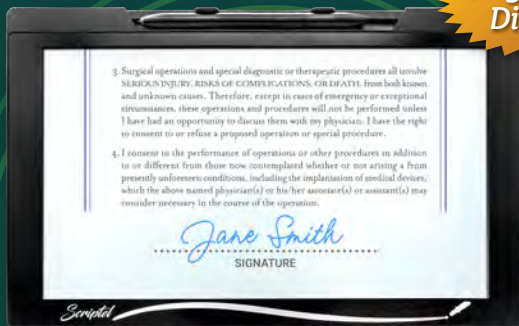 Di
3. Surgical operations and special diagnostic or therapeutic procedures all involve
SERIOUS INJURY, RISKS OF COMPLICATIONS, OR DEATH, from both known
and unknown causes. Therefore, except in cases of emergency or exceptional
circumstances, these operations and procedures will not be performed unless
I have had an opportunity to discuss them with my physician. I have the right
to consent to or refuse a proposed operation or special procedure.
4. I consent to the performance of operations or other procedures in addition
to or different from those now contemplated whether or not arising a from
presently unforeseen conditions, including the implantation of medical devices,
which the above named physician(s) or his/her associate(s) or assistant(s) may
consider necessary in the course of the operation.
Jane Smith
SIGNATURE
Scriptel